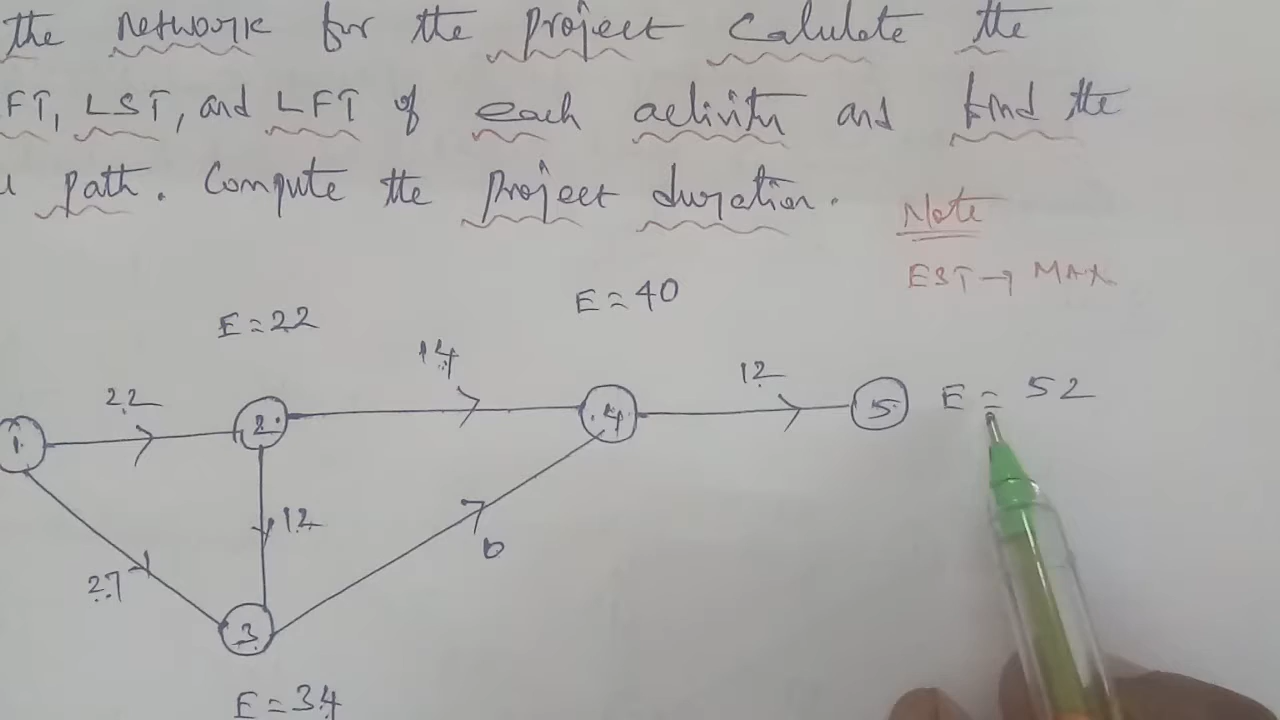 the Network for the Project Calulate the
FT, LST, and LFT of each activity and find the
path. Compute the Project duration.
Note
EST → MAX
E = 22
E = 40
14
22
12
1
2
4
5
E = 52
12
27
6
3
E = 34